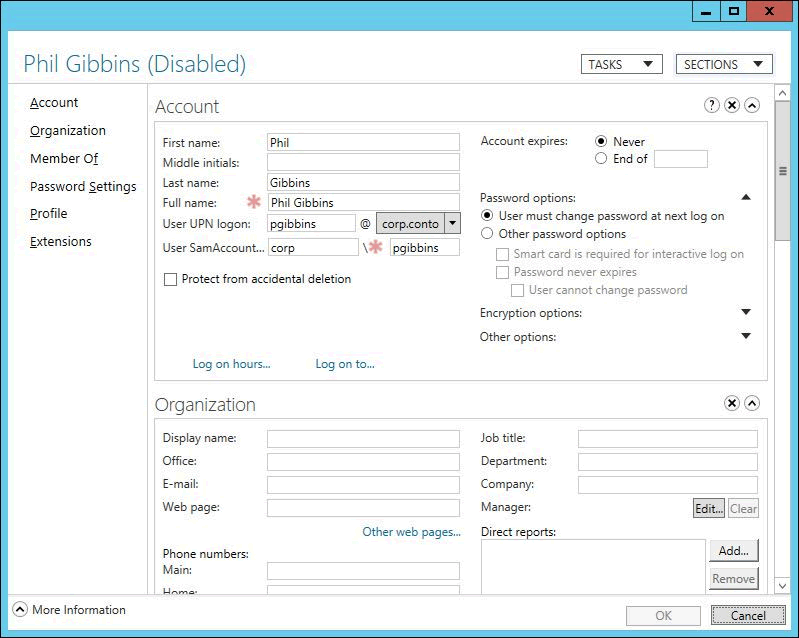 Phil Gibbins (Disabled)
TASKS
SECTIONS
Account
Organization
Member Of
Password Settings
Profile
Extensions
Account
?
First name: Phil
Middle initials:
Last name: Gibbins
Full name: * Phil Gibbins
User UPN logon: pgibbins @ corp.conto
User SamAccount... corp \ * pgibbins
Protect from accidental deletion
Log on hours... Log on to...
Account expires: Never
End of
Password options:
User must change password at next log on
Other password options
Smart card is required for interactive log on
Password never expires
User cannot change password
Encryption options:
Other options:
Organization
Display name:
Office:
E-mail:
Web page:
Other web pages...
Phone numbers:
Main:
Home:
Job title:
Department:
Company:
Manager: Edit... Clear
Direct reports:
Add...
Remove
More Information
OK Cancel